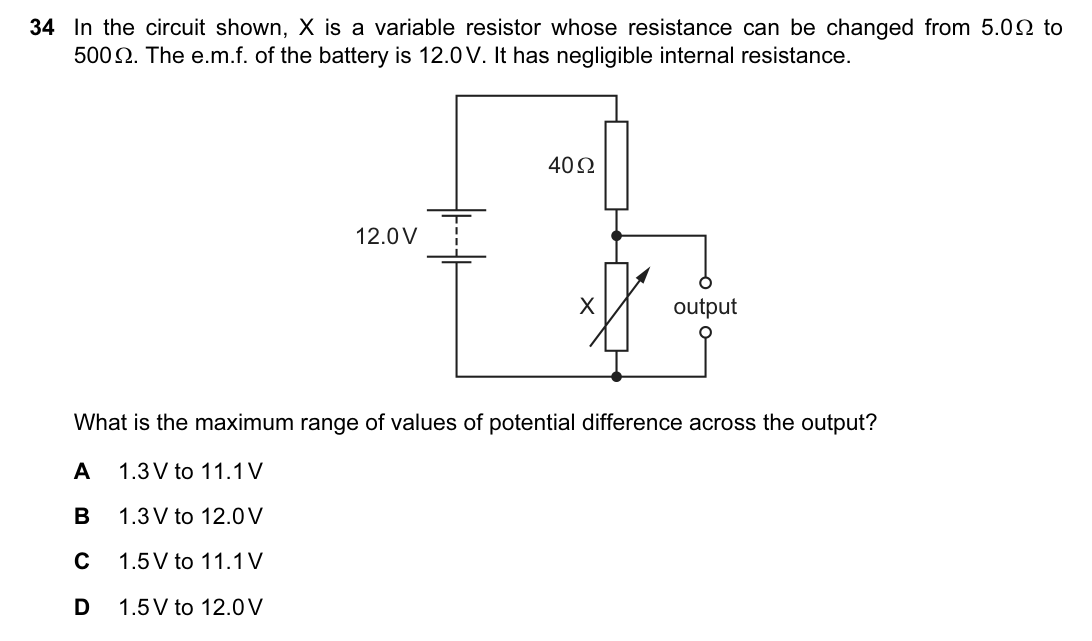 34 In the circuit shown, X is a variable resistor whose resistance can be changed from 5.0Ω to
500Ω. The e.m.f. of the battery is 12.0V. It has negligible internal resistance.
40Ω
12.0V
X
output
What is the maximum range of values of potential difference across the output?
A 1.3V to 11.1V
B 1.3V to 12.0V
C 1.5V to 11.1V
D 1.5V to 12.0V